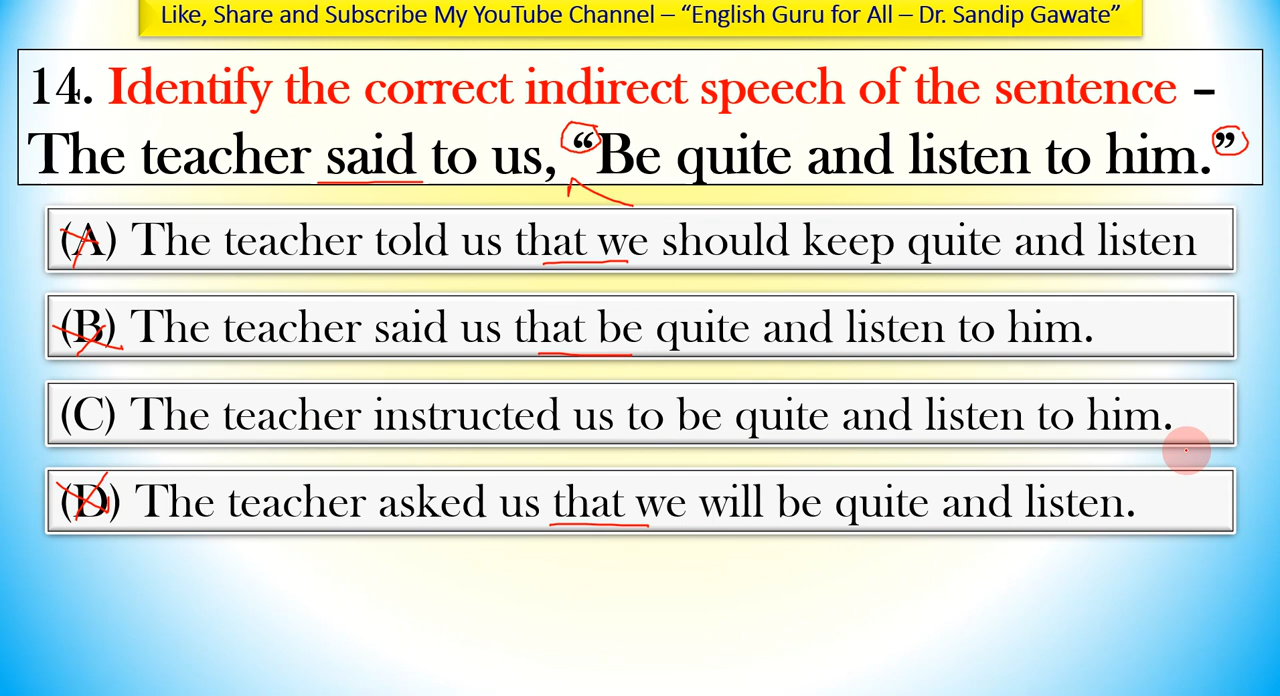 Like, Share and Subscribe My YouTube Channel – “English Guru for All – Dr. Sandip Gawate”
14. Identify the correct indirect speech of the sentence –
The teacher said to us, “Be quite and listen to him.”
(A) The teacher told us that we should keep quite and listen
(B) The teacher said us that be quite and listen to him.
(C) The teacher instructed us to be quite and listen to him.
(D) The teacher asked us that we will be quite and listen.